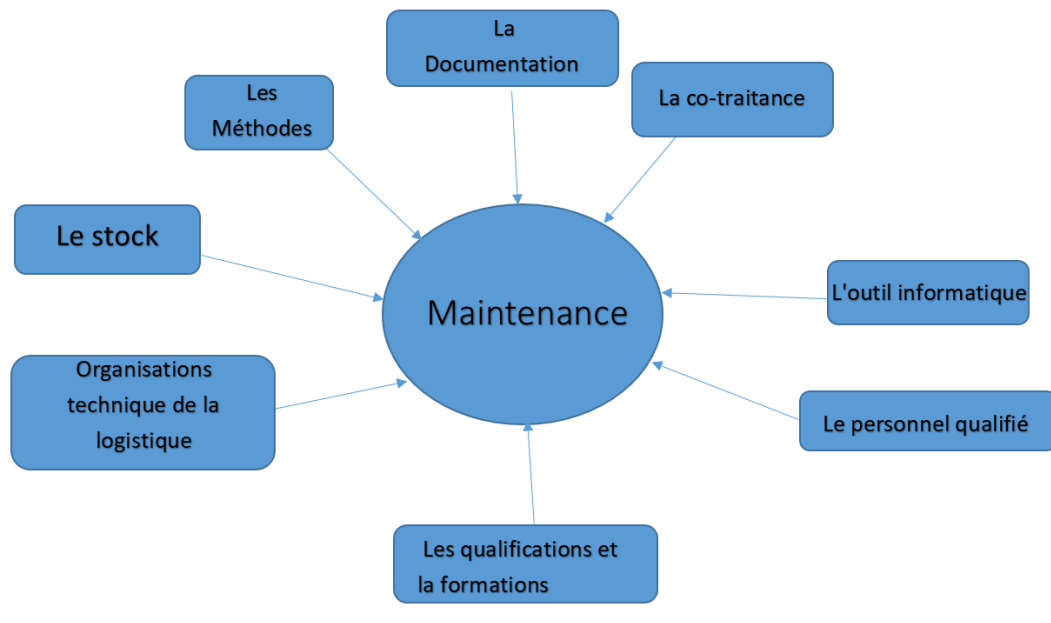 La
Documentation
La co-traitance
Les
Méthodes
Le stock
L'outil informatique
Maintenance
Organisations
technique de la
logistique
Le personnel qualifié
Les qualifications et
la formations